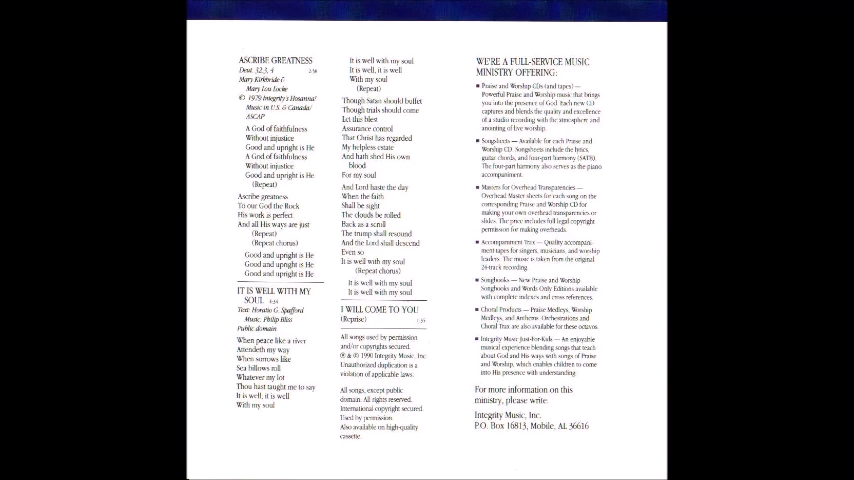 ASCRIBE GREATNESS
Deut. 32:3, 4
Mary Kirkbride &
Mary Lou Locke
© 1979 Integrity's Hosanna!
Music in U.S. & Canada/
ASCAP
A God of faithfulness
Without injustice
Good and upright is He
A God of faithfulness
Without injustice
Good and upright is He
(Repeat)
Ascribe greatness
To our God the Rock
His work is perfect
And all His ways are just
(Repeat)
(Repeat chorus)
Good and upright is He
Good and upright is He
Good and upright is He
IT IS WELL WITH MY
SOUL
Text: Horatio G. Spafford
Music: Philip Bliss
Public domain
When peace like a river
Attendeth my way
When sorrows like
Sea billows roll
Whatever my lot
Thou hast taught me to say
It is well, it is well
With my soul
It is well with my soul
It is well, it is well
With my soul
(Repeat)
Though Satan should buffet
Though trials should come
Let this blest
Assurance control
That Christ has regarded
My helpless estate
And hath shed His own
blood
For my soul
And Lord haste the day
When the faith
Shall be sight
The clouds be rolled
Back as a scroll
The trump shall resound
And the Lord shall descend
Even so
It is well with my soul
(Repeat chorus)
It is well with my soul
It is well with my soul
I WILL COME TO YOU
(Reprise)
All songs used by permission
and/or copyrights secured.
℗ & © 1990 Integrity Music, Inc.
Unauthorized duplication is a
violation of applicable laws.
All songs, except public
domain. All rights reserved.
International copyright secured.
Used by permission.
Also available on high-quality
cassette.
WE'RE A FULL-SERVICE MUSIC
MINISTRY OFFERING:
■ Praise and Worship CDs (and tapes) —
Powerful Praise and Worship music that brings
you into the presence of God. Each new CD
captures and blends the quality and excellence
of a studio recording with the atmosphere and
anointing of live worship.
■ Songsheets — Available for each Praise and
Worship CD. Songsheets include the lyrics,
guitar chords, and four-part harmony (SATB).
The four-part harmony also serves as the piano
accompaniment.
■ Masters for Overhead Transparencies —
Overhead Master sheets for each song on the
corresponding Praise and Worship CD for
making your own overhead transparencies or
slides. The price includes full legal copyright
permission for making overheads.
■ Accompaniment Trax — Quality accompani-
ment tapes for singers, musicians, and worship
leaders. The music is taken from the original
24-track recording.
■ Songbooks — New Praise and Worship
Songbooks and Words Only Editions available
with complete indexes and cross references.
■ Choral Products — Praise Medleys, Worship
Medleys, and Anthems. Orchestrations and
Choral Trax are also available for these octavos.
■ Integrity Music Just-For-Kids — An enjoyable
musical experience blending songs that teach
about God and His ways with songs of Praise
and Worship, which enables children to come
into His presence with understanding.
For more information on this
ministry, please write:
Integrity Music, Inc.
P.O. Box 16813, Mobile, AL 36616